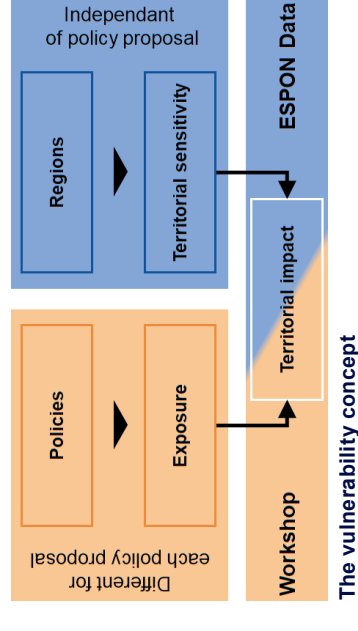 Different for
each policy proposal
Policies
Exposure
Independant
of policy proposal
Regions
Territorial sensitivity
Workshop
Territorial impact
ESPON Data
The vulnerability concept